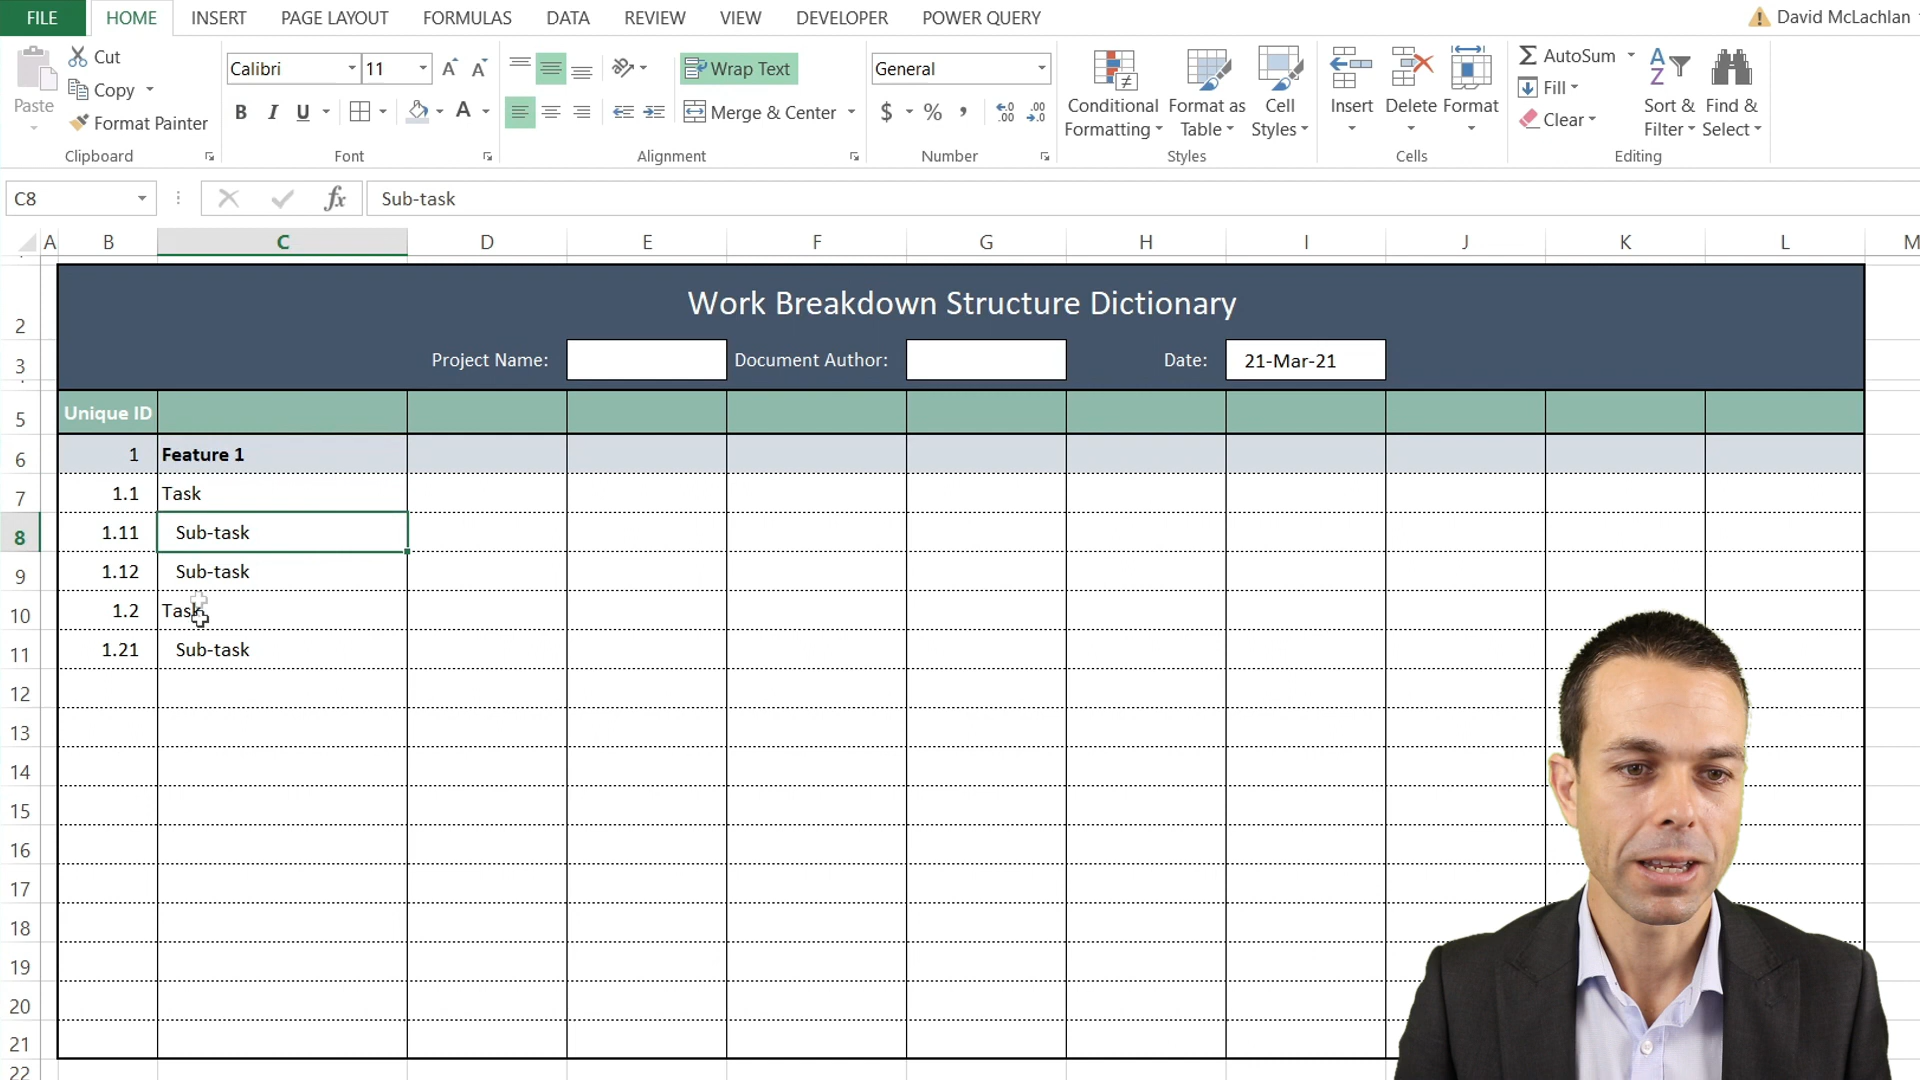 FILE HOME INSERT PAGE LAYOUT FORMULAS DATA REVIEW VIEW DEVELOPER POWER QUERY David McLachlan
Paste Cut Copy Format Painter Clipboard
Calibri 11 A A B I U A Font
Wrap Text Merge & Center Alignment
General $ % , .0 .00 Number
Conditional Formatting Format as Table Cell Styles Styles
Insert Delete Format Cells
AutoSum Fill Clear Sort & Filter Find & Select Editing
C8 fx Sub-task
A B C D E F G H I J K L M
2 Work Breakdown Structure Dictionary
3 Project Name: Document Author: Date: 21-Mar-21
5 Unique ID
6 1 Feature 1
7 1.1 Task
8 1.11 Sub-task
9 1.12 Sub-task
10 1.2 Task
11 1.21 Sub-task
12
13
14
15
16
17
18
19
20
21
22